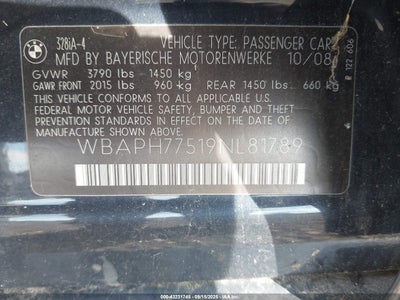 328iA-4 VEHICLE TYPE: PASSENGER CAR
MFD BY BAYERISCHE MOTORENWERKE 10/08
GVWR 3790 lbs - 1450 kg
GAWR FRONT 2015 lbs 960 kg REAR 1450 lbs 660 kg
THIS VEHICLE CONFORMS TO ALL APPLICABLE U.S.
FEDERAL MOTOR VEHICLE SAFETY, BUMPER AND THEFT
PREVENTION STANDARDS IN EFFECT ON THE DATE OF
MANUFACTURE SHOWN ABOVE.
WBAPH77519NL81789
R 122 606
000-43231745 - 09/15/2025 - IAAI